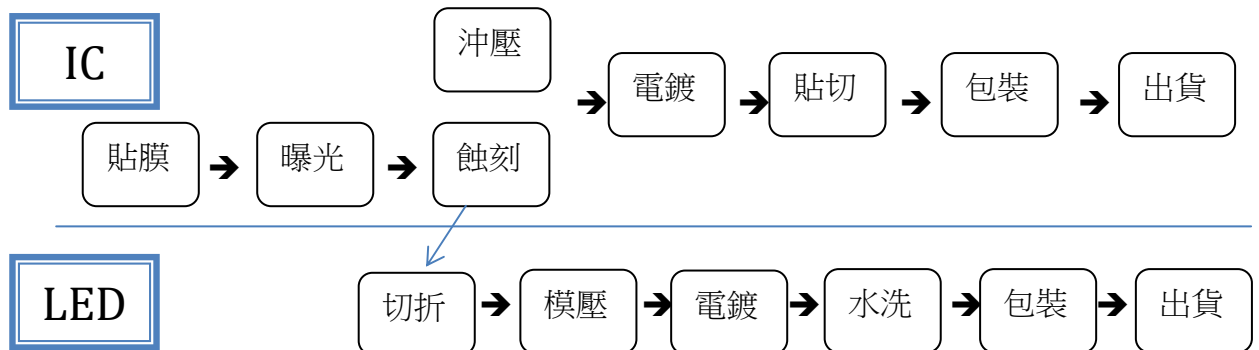 IC
沖壓
電鍍 → 貼切 → 包裝 → 出貨
貼膜 → 曝光 → 蝕刻
LED
切折 → 模壓 → 電鍍 → 水洗 → 包裝 → 出貨